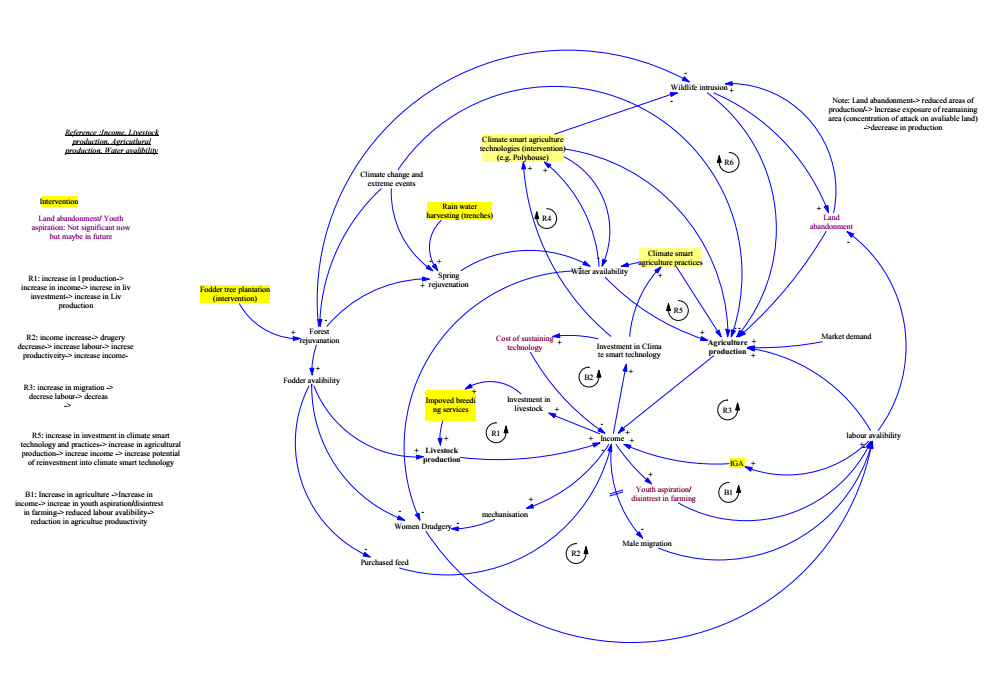 Reference :Income, Livestock
production, Agricutlural
production, Water avalibility
Intervention
Land abandonment/ Youth
aspiration: Not significant now
but maybe in future
R1: increase in l production->
increase in income-> increse in liv
investment-> increase in Liv
production
R2: income increase-> drugery
decrease-> increase labour-> increse
productivity-> increase income-
R3: increase in migration ->
decrese labour-> decreas
->
R5: increase in investment in climate smart
technology and practices-> increase in agricultural
production-> increase income -> increase potential
of reinvestment into climate smart technology
B1: Increase in agriculture ->Increase in
income-> increae in youth aspiration/disintrest
in farming-> reduced labour avalibility->
reduction in agricultue produuctivity
Wildlife intrusion
Note: Land abandonment-> reduced areas of
production/-> Increase exposure of reamaining
area (concentration of attack on avaliable land)
->decrease in production
Climate smart agriculture
technologies (intervention)
(e.g. Polyhouse)
R6
Climate change and
extreme events
Rain water
harvesting (trenches)
R4
Land
abandonment
Climate smart
agriculture practices
Water availability
Spring
rejuvenation
Fodder tree plantation
(intervention)
R5
Forest
rejuvanation
Cost of sustaining
technology
Investment in Clima
te smart technology
Agriculture
production
Market demand
Fodder avalibility
B2
Impoved breedi
ng services
Investment in
livestock
R3
R1
Income
labour avalibility
Livestock
production
IGA
Youth aspiration/
disintrest in farming
B1
mechanisation
Women Drudgery
Male migration
R2
Purchased feed